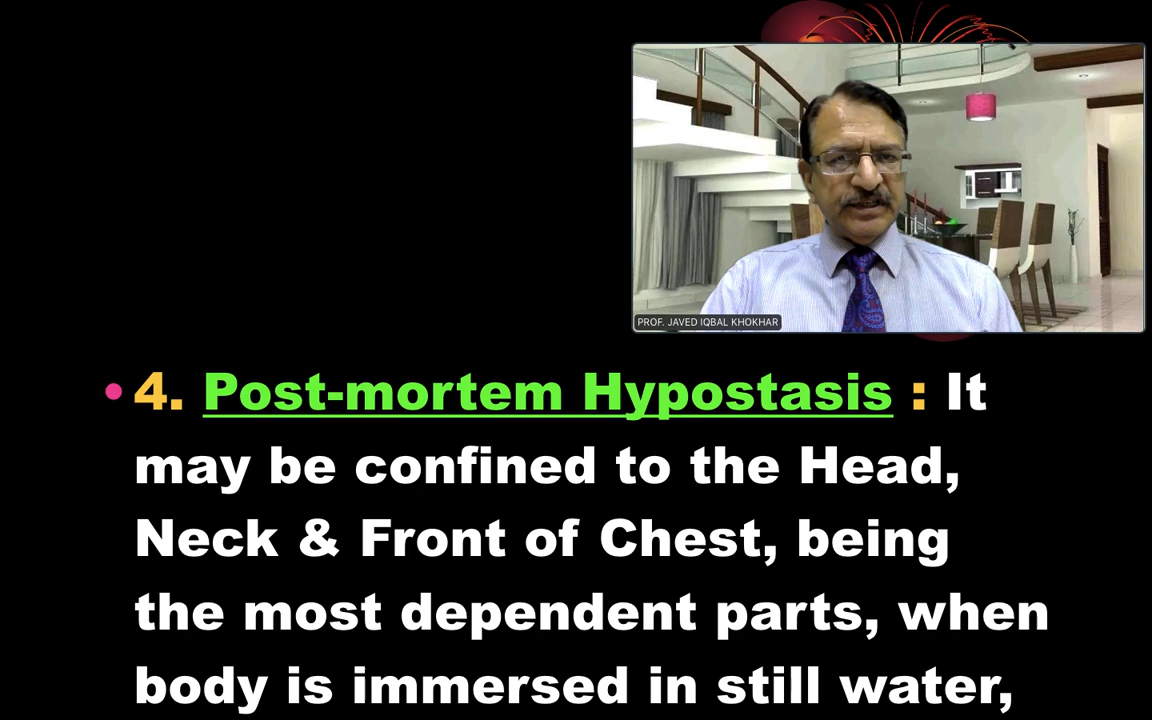 PROF. JAVED IQBAL KHOKHAR
• 4. Post-mortem Hypostasis : It
may be confined to the Head,
Neck & Front of Chest, being
the most dependent parts, when
body is immersed in still water,